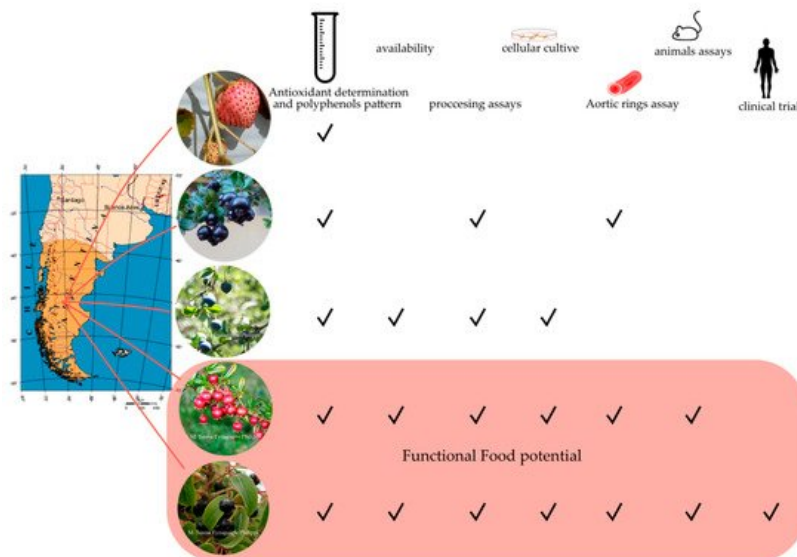 availability
cellular cultive
animals assays
Antioxidant determination
and polyphenols pattern
proccesing assays
Aortic rings assay
clinical trial
Santiago
Buenos Aires
CHILE
Functional Food potential